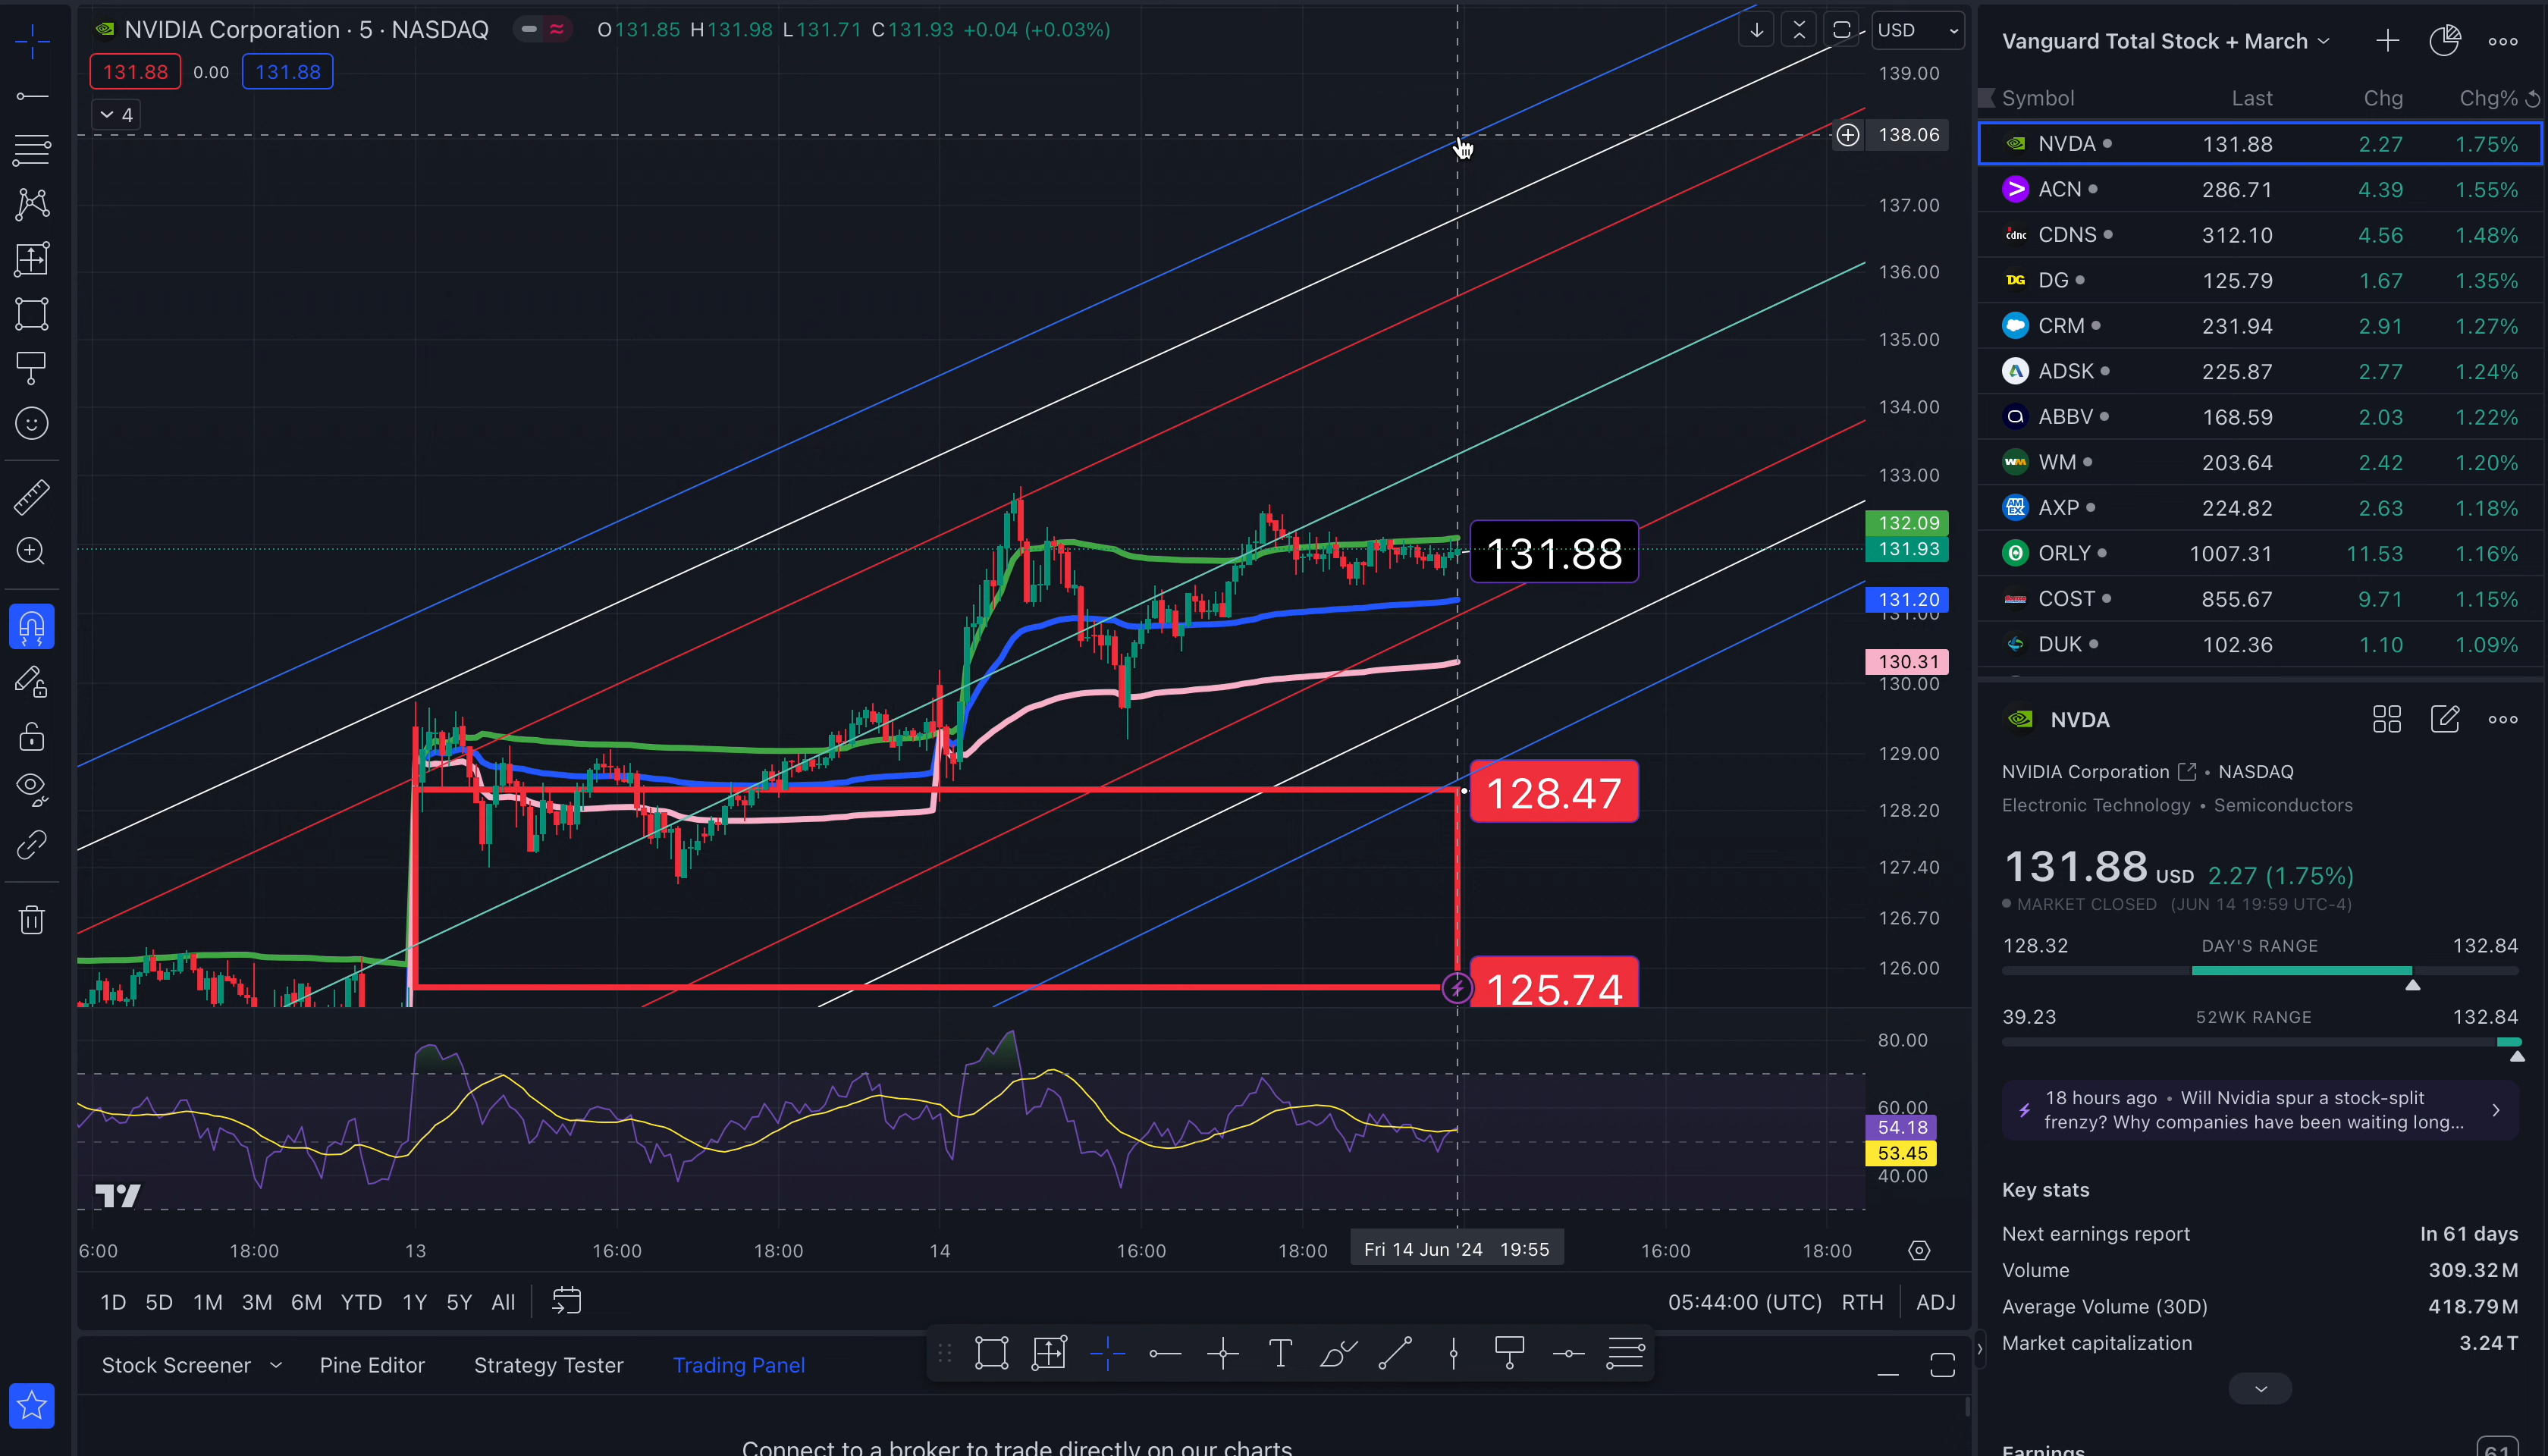 NVIDIA Corporation · 5 · NASDAQ O131.85 H131.98 L131.71 C131.93 +0.04 (+0.03%)
131.88 0.00 131.88
4
USD
139.00
138.06
137.00
136.00
135.00
134.00
133.00
132.09
131.93
131.20
131.00
130.31
130.00
129.00
128.20
127.40
126.70
126.00
131.88
128.47
125.74
80.00
60.00
54.18
53.45
40.00
6:00 18:00 13 16:00 18:00 14 16:00 18:00 Fri 14 Jun '24 19:55 16:00 18:00
1D 5D 1M 3M 6M YTD 1Y 5Y All 05:44:00 (UTC) RTH ADJ
Stock Screener Pine Editor Strategy Tester Trading Panel
Connect to a broker to trade directly on our charts
Vanguard Total Stock + March
Symbol Last Chg Chg%
NVDA 131.88 2.27 1.75%
ACN 286.71 4.39 1.55%
cdnc CDNS 312.10 4.56 1.48%
DG DG 125.79 1.67 1.35%
CRM 231.94 2.91 1.27%
ADSK 225.87 2.77 1.24%
ABBV 168.59 2.03 1.22%
WM WM 203.64 2.42 1.20%
AM EX AXP 224.82 2.63 1.18%
ORLY 1007.31 11.53 1.16%
COST 855.67 9.71 1.15%
DUK 102.36 1.10 1.09%
NVDA
NVIDIA Corporation • NASDAQ
Electronic Technology • Semiconductors
131.88 USD 2.27 (1.75%)
MARKET CLOSED (JUN 14 19:59 UTC-4)
128.32 DAY'S RANGE 132.84
39.23 52WK RANGE 132.84
18 hours ago • Will Nvidia spur a stock-split
frenzy? Why companies have been waiting long...
Key stats
Next earnings report In 61 days
Volume 309.32M
Average Volume (30D) 418.79M
Market capitalization 3.24T
Earnings